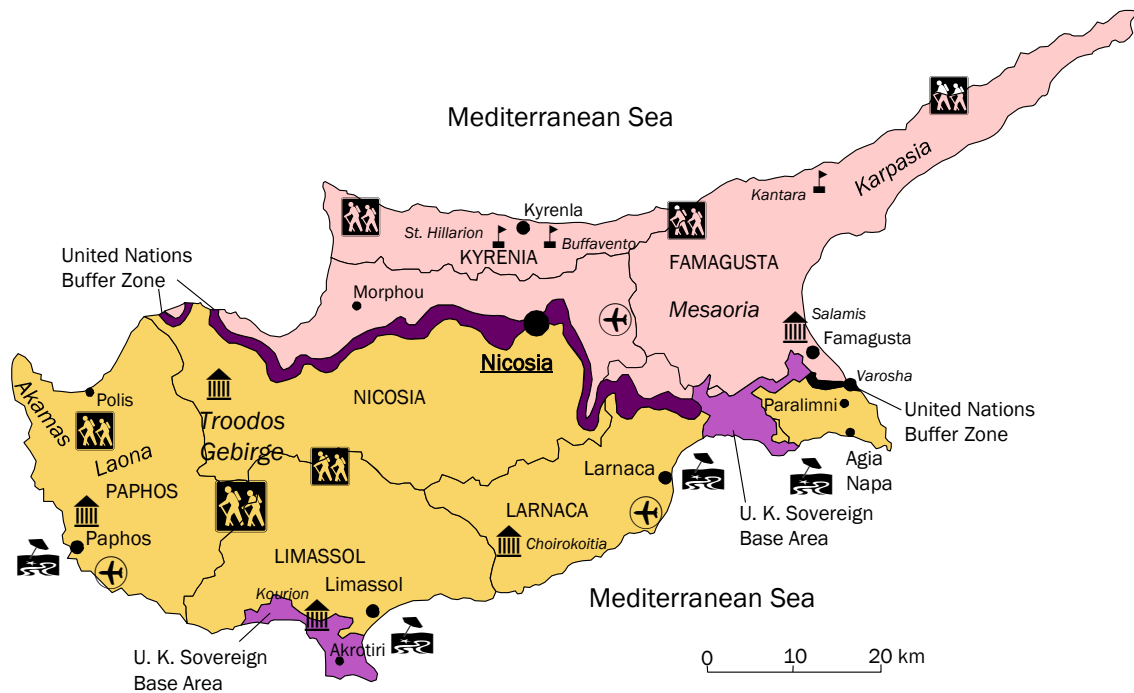 Mediterranean Sea
Karpasia
Kantara
Kyrenla
St. Hillarion
Buffavento
KYRENIA
FAMAGUSTA
United Nations
Buffer Zone
Morphou
Mesaoria
Salamis
Famagusta
Nicosia
Varosha
Akamas
Polis
NICOSIA
Paralimni
United Nations
Buffer Zone
Troodos
Gebirge
Laona
Agia
Napa
PAPHOS
Larnaca
LARNACA
U. K. Sovereign
Base Area
Paphos
Choirokoitia
LIMASSOL
Limassol
Kourion
Mediterranean Sea
Akrotiri
U. K. Sovereign
Base Area
0 10 20 km